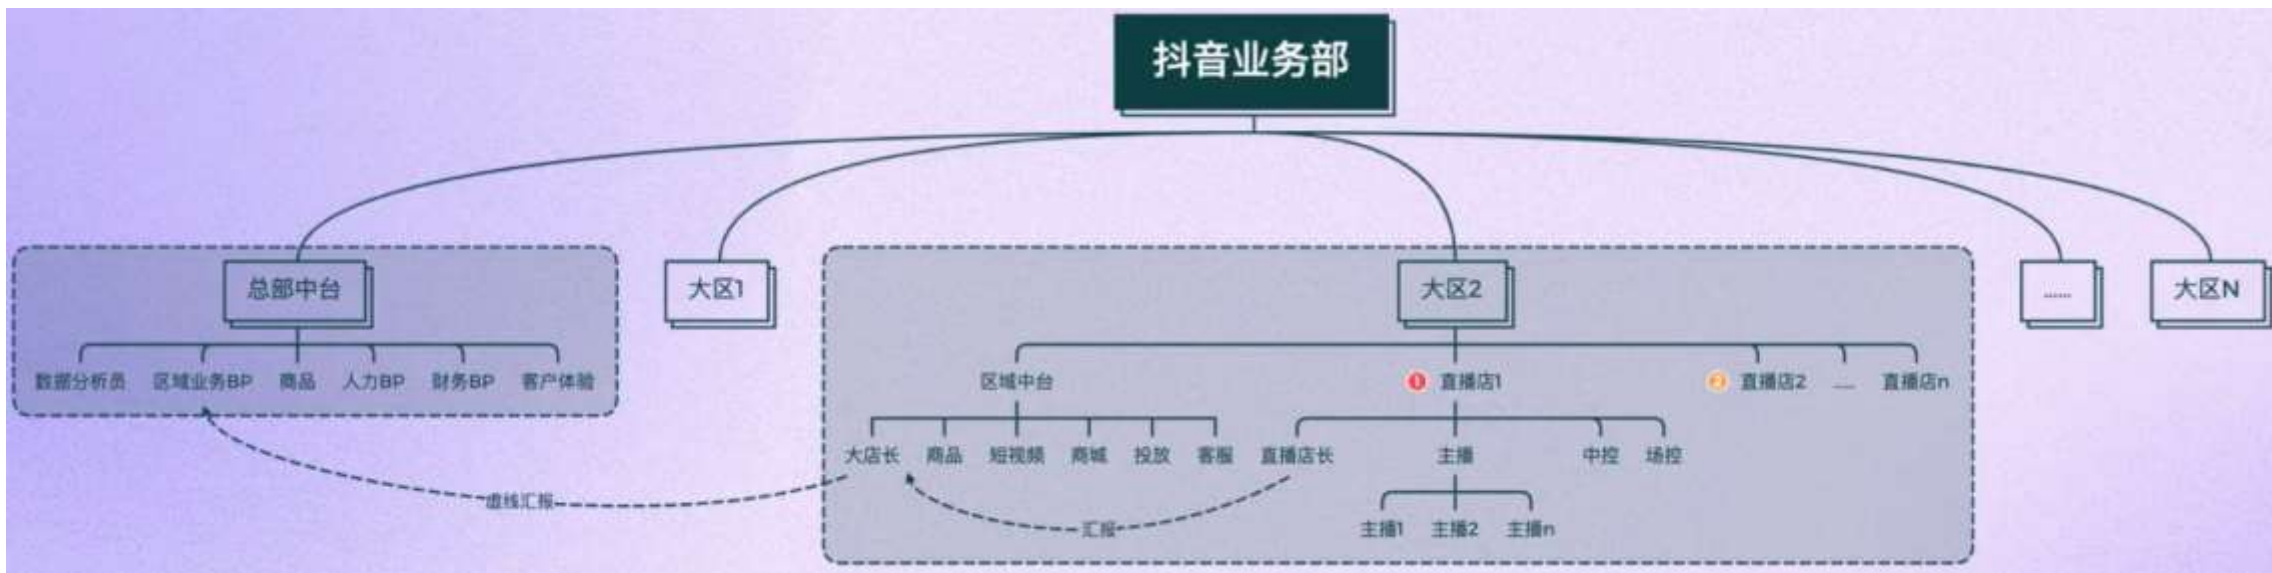 抖音业务部
总部中台
大区1
大区2
......
大区N
数据分析员 区域业务BP 商品 人力BP 财务BP 客户体验
区域中台
1 直播店1
2 直播店2
......
直播店n
大店长 商品 短视频 商城 投放 客服
直播店长 主播 中控 场控
虚线汇报
汇报
主播1 主播2 主播n